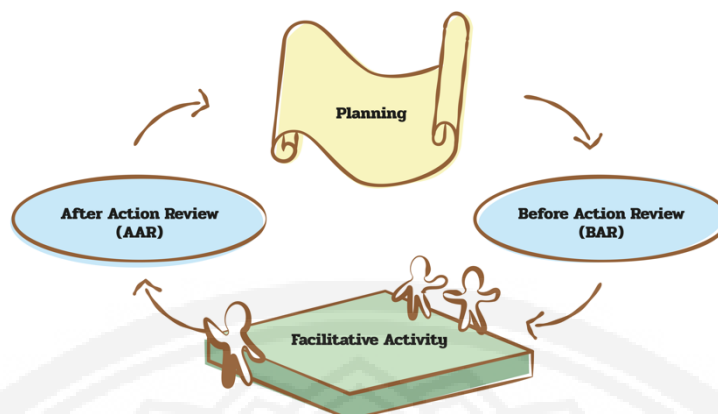 Planning
After Action Review
(AAR)
Before Action Review
(BAR)
Facilitative Activity